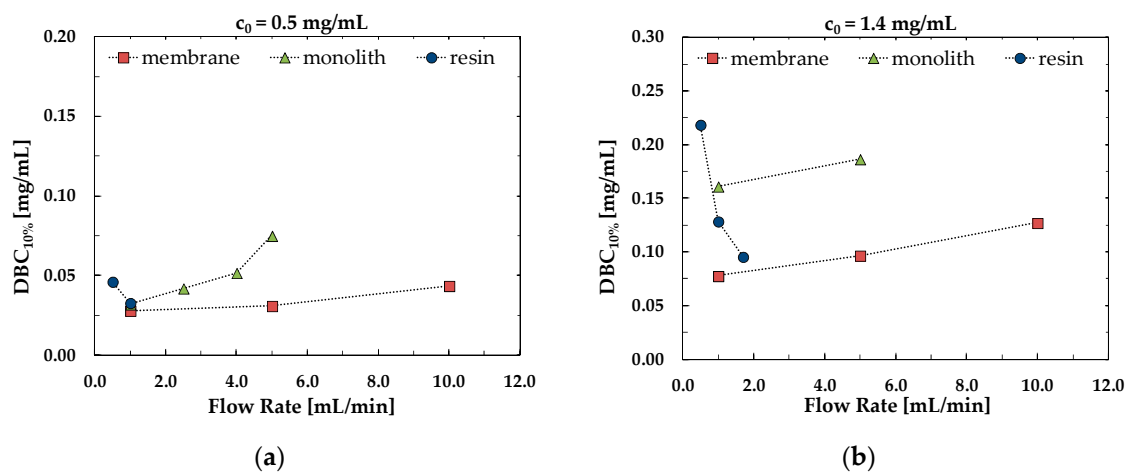 c₀ = 0.5 mg/mL
membrane monolith resin
DBC₁₀% [mg/mL]
0.20
0.15
0.10
0.05
0.00
0.0 2.0 4.0 6.0 8.0 10.0 12.0
Flow Rate [mL/min]
(a)
c₀ = 1.4 mg/mL
membrane monolith resin
DBC₁₀% [mg/mL]
0.30
0.25
0.20
0.15
0.10
0.05
0.00
0.0 2.0 4.0 6.0 8.0 10.0 12.0
Flow Rate [mL/min]
(b)